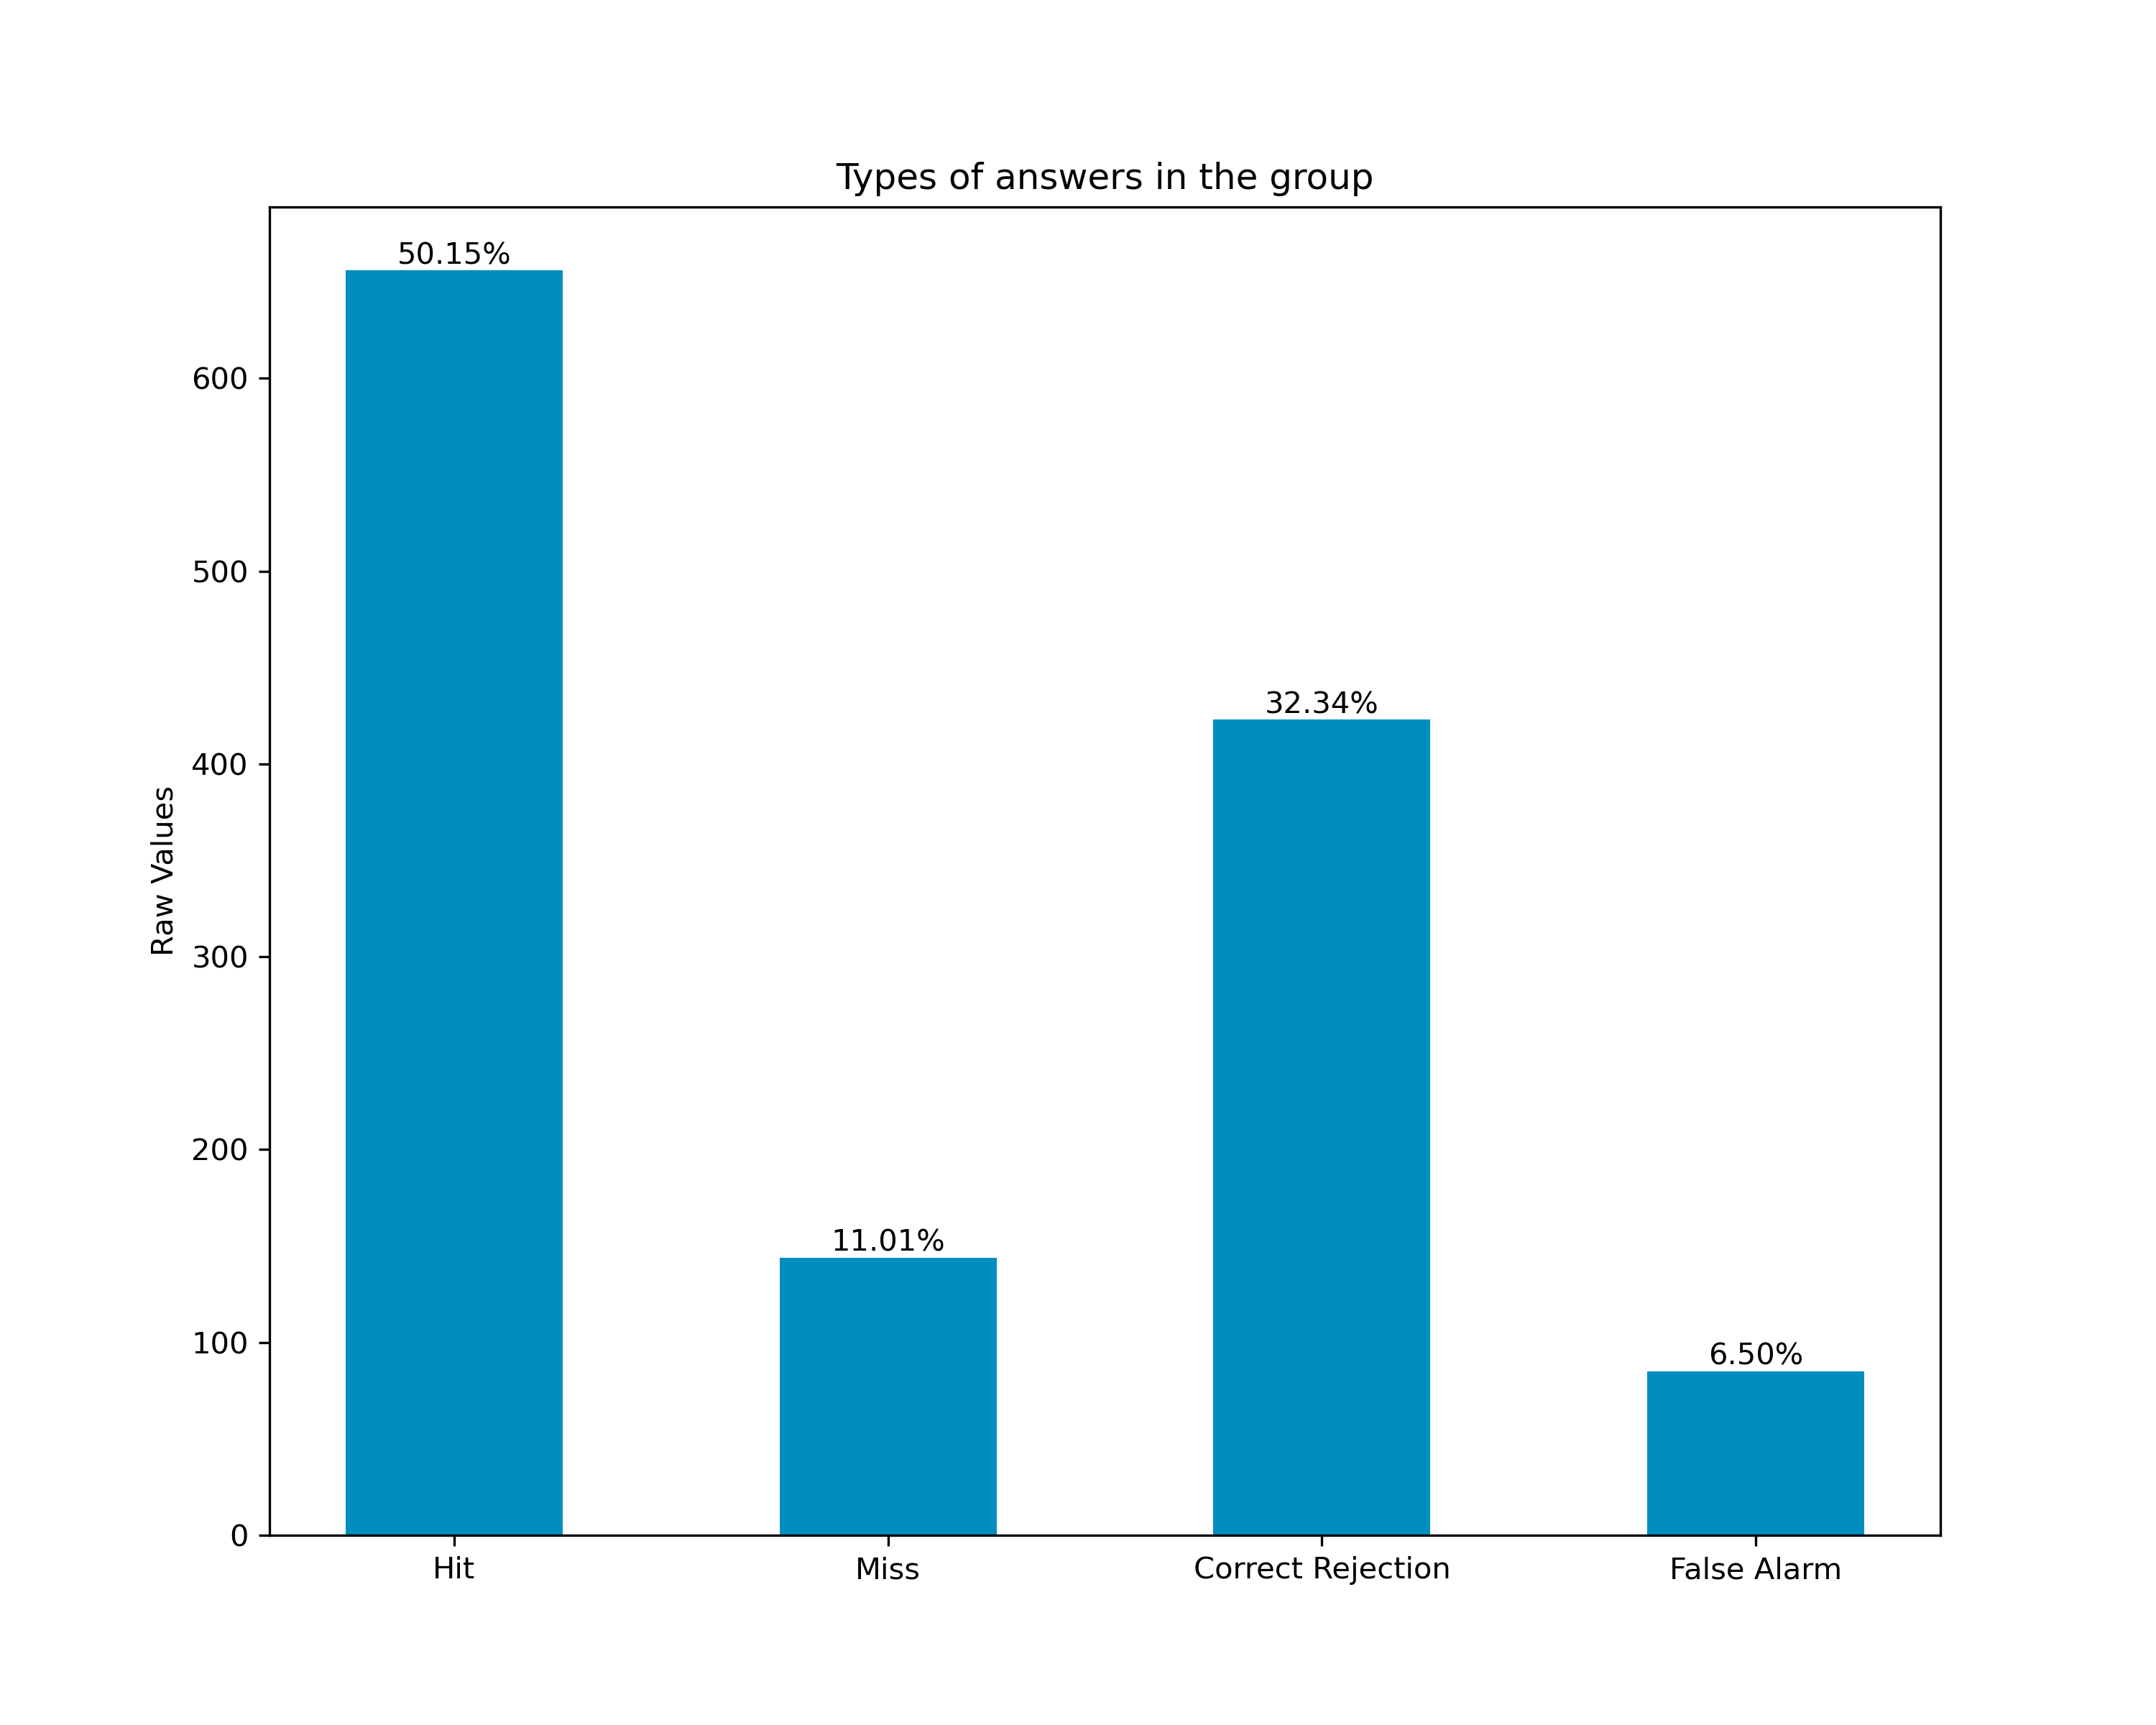 Types of answers in the group
50.15%
32.34%
11.01%
6.50%
Raw Values
600
500
400
300
200
100
0
Hit
Miss
Correct Rejection
False Alarm